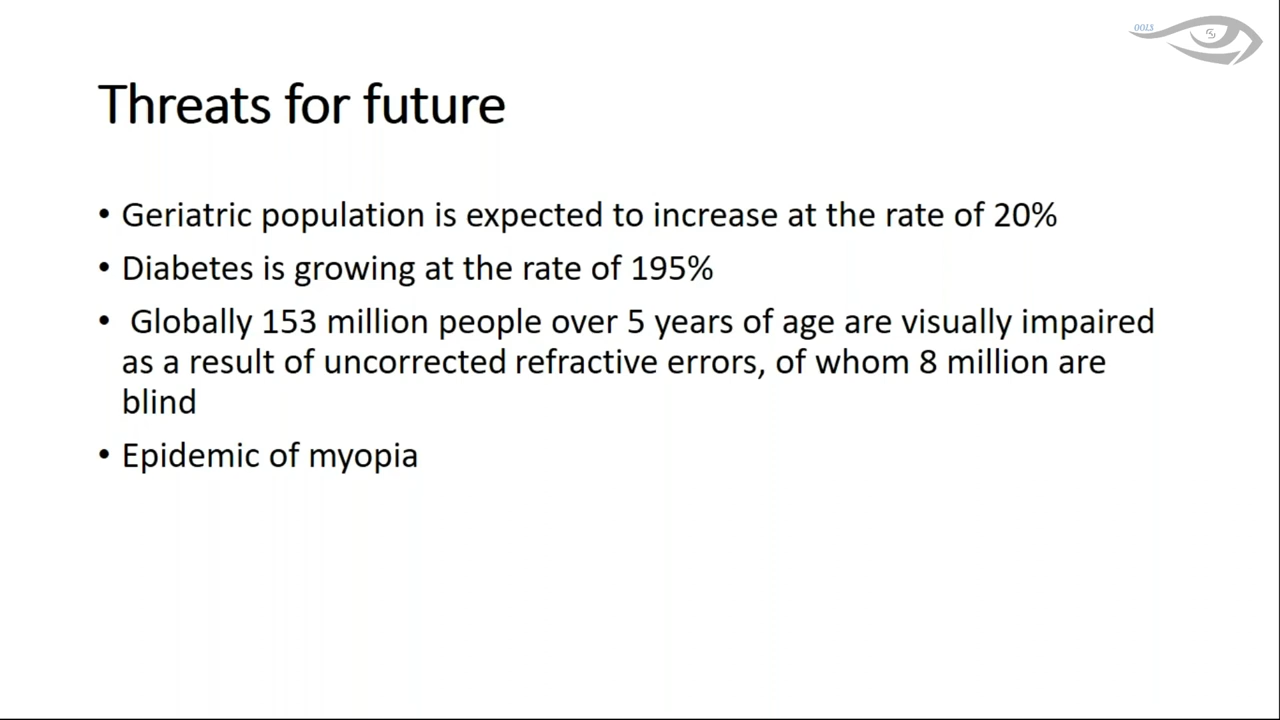 OOLS
Threats for future
• Geriatric population is expected to increase at the rate of 20%
• Diabetes is growing at the rate of 195%
• Globally 153 million people over 5 years of age are visually impaired
as a result of uncorrected refractive errors, of whom 8 million are
blind
• Epidemic of myopia